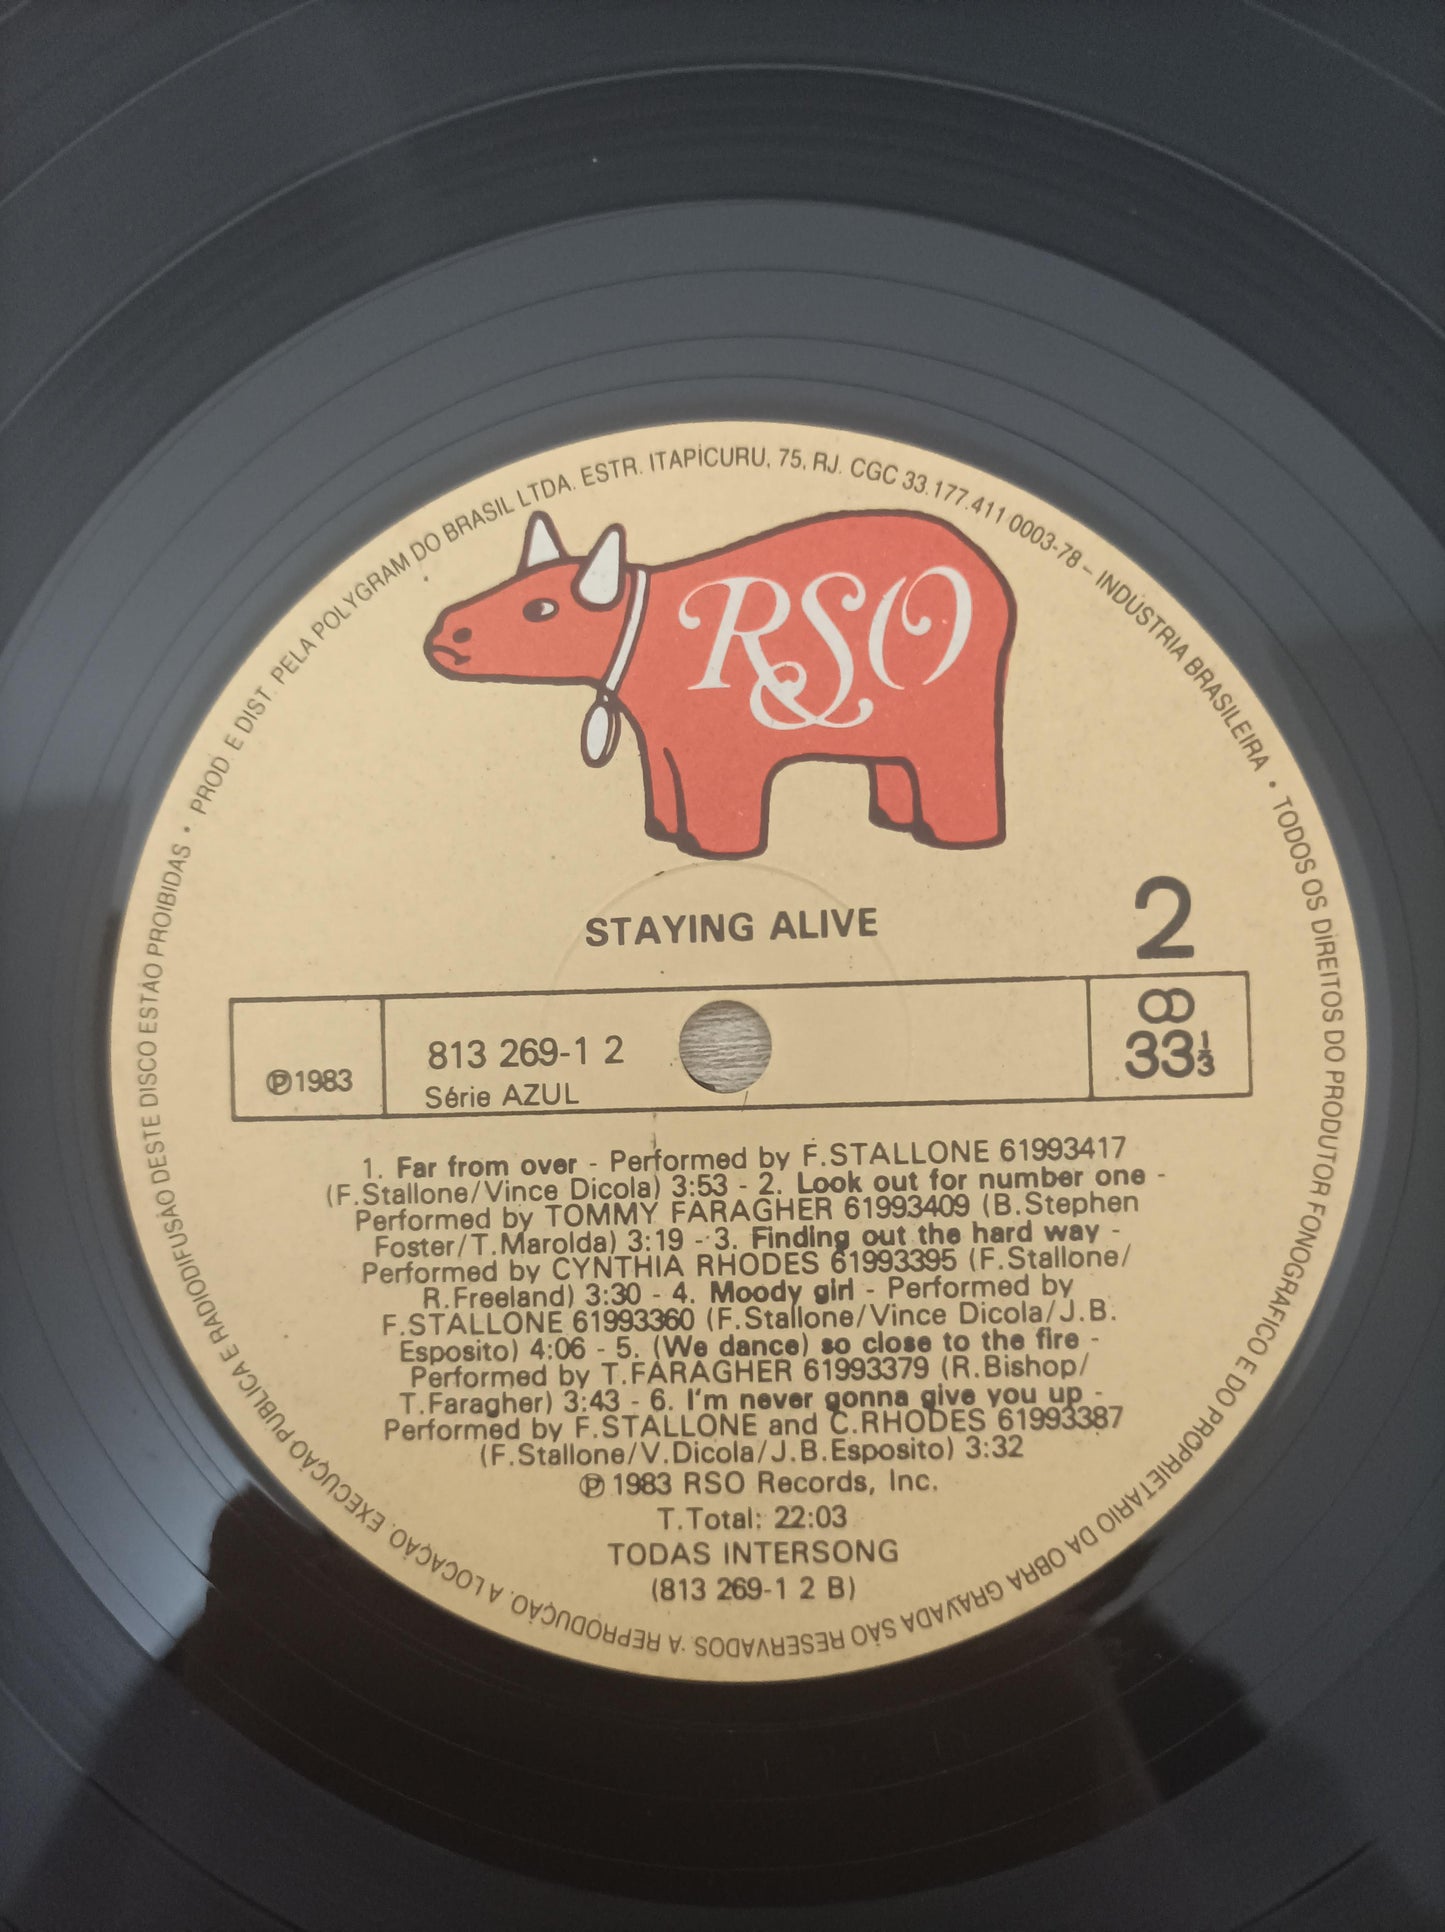 PROD. E DIST. PELA POLYGRAM DO BRASIL LTDA. ESTR. ITAPICURU, 75, RJ. CGC 33.177.411 0003-78 – INDÚSTRIA BRASILEIRA •
TODOS OS DIREITOS DO PRODUTOR FONOGRÁFICO E DO PROPRIETÁRIO DA OBRA GRAVADA SÃO RESERVADOS. A REPRODUÇÃO. A LOCAÇÃO. EXECUÇÃO PÚBLICA E RADIODIFUSÃO DESTE DISCO ESTÃO PROIBIDAS •
RSO
STAYING ALIVE
2
℗1983
813 269-1 2
Série AZUL
33⅓
1. Far from over - Performed by F.STALLONE 61993417
(F.Stallone/Vince Dicola) 3:53 - 2. Look out for number one -
Performed by TOMMY FARAGHER 61993409 (B.Stephen
Foster/T.Marolda) 3:19 - 3. Finding out the hard way -
Performed by CYNTHIA RHODES 61993395 (F.Stallone/
R.Freeland) 3:30 - 4. Moody girl - Performed by
F.STALLONE 61993360 (F.Stallone/Vince Dicola/J.B.
Esposito) 4:06 - 5. (We dance) so close to the fire -
Performed by T.FARAGHER 61993379 (R.Bishop/
T.Faragher) 3:43 - 6. I'm never gonna give you up -
Performed by F.STALLONE and C.RHODES 61993387
(F.Stallone/V.Dicola/J.B.Esposito) 3:32
℗ 1983 RSO Records, Inc.
T.Total: 22:03
TODAS INTERSONG
(813 269-1 2 B)